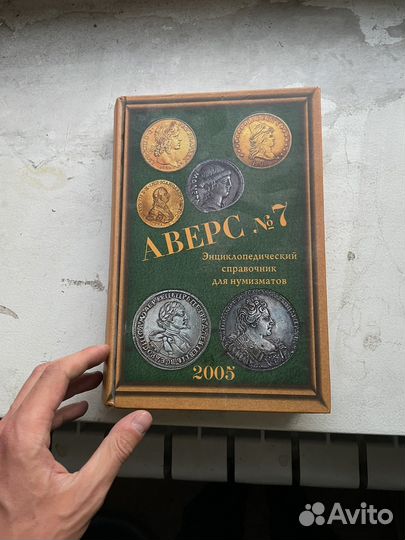 АВЕРС №7
Энциклопедический
справочник
для нумизматов
2005
Avito